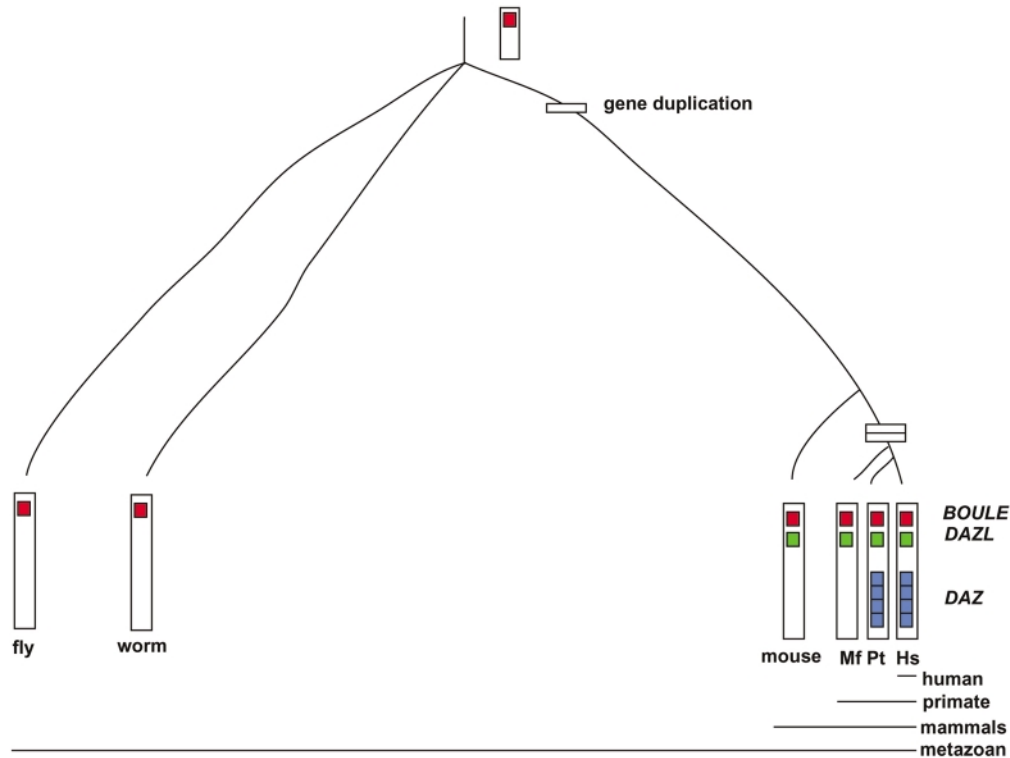 gene duplication
BOULE
DAZL
DAZ
fly
worm
mouse
Mf
Pt
Hs
human
primate
mammals
metazoan